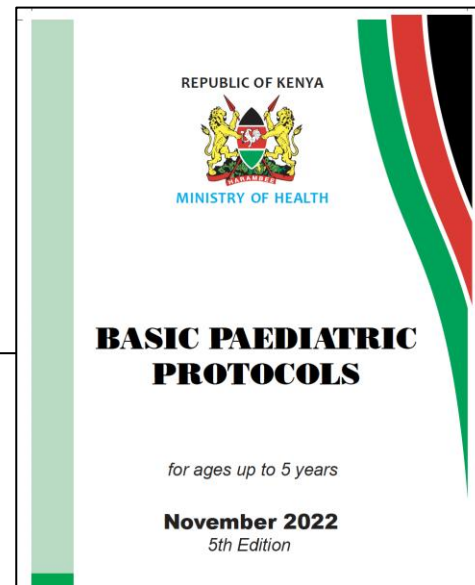 REPUBLIC OF KENYA
HARAMBEE
MINISTRY OF HEALTH
BASIC PAEDIATRIC
PROTOCOLS
for ages up to 5 years
November 2022
5th Edition